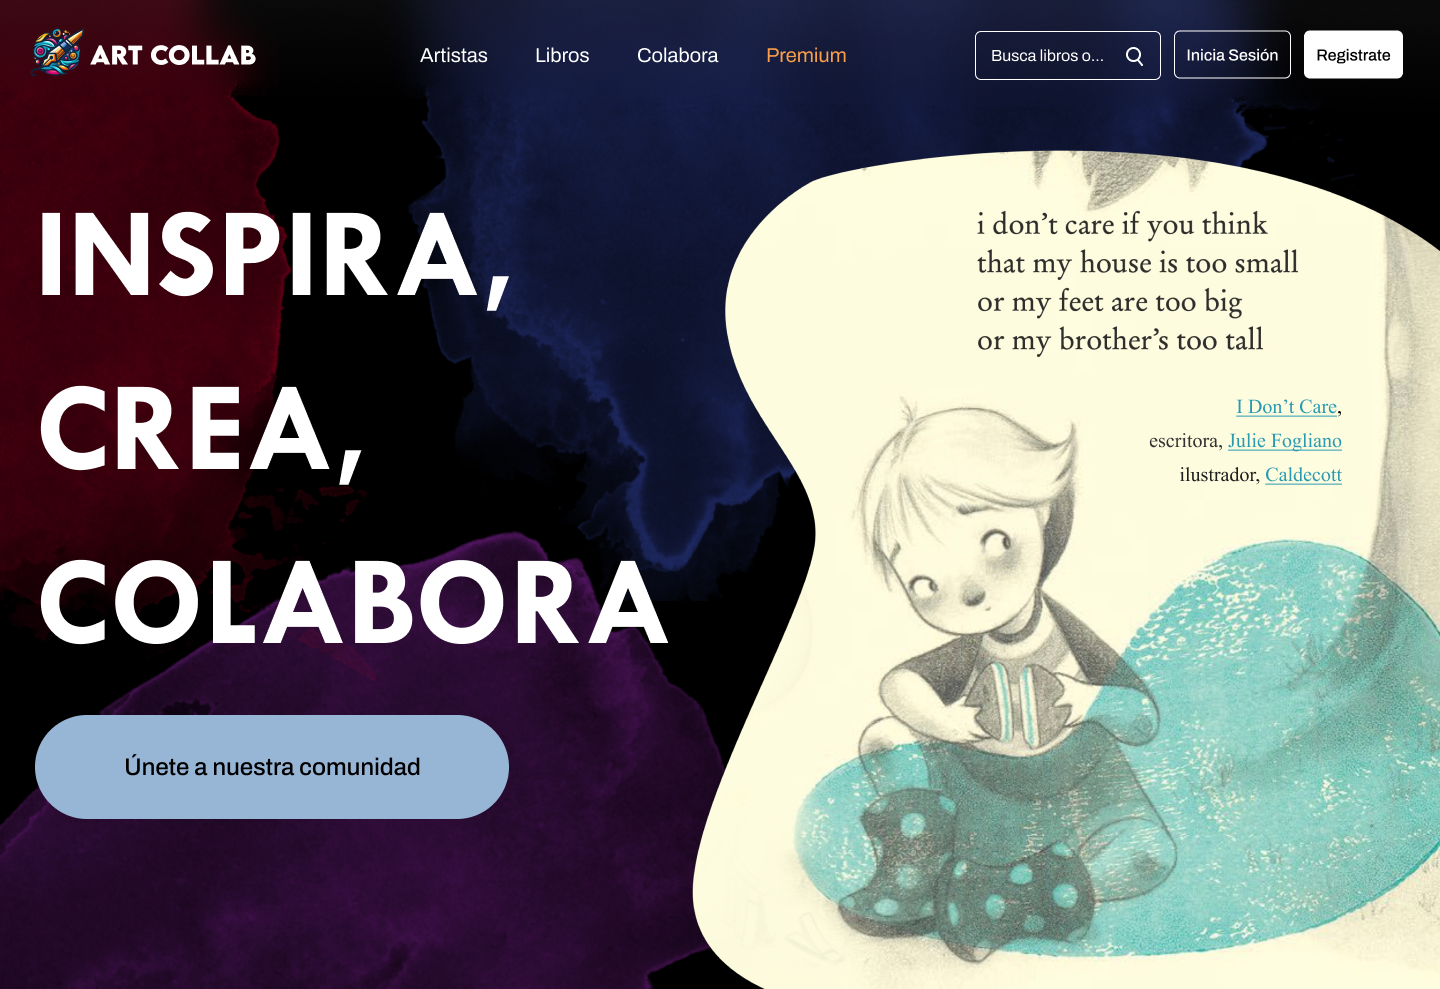 ART COLLAB
Artistas
Libros
Colabora
Premium
Busca libros o...
Inicia Sesión
Registrate
INSPIRA,
CREA,
COLABORA
Únete a nuestra comunidad
i don’t care if you think
that my house is too small
or my feet are too big
or my brother’s too tall
I Don’t Care,
escritora, Julie Fogliano
ilustrador, Caldecott